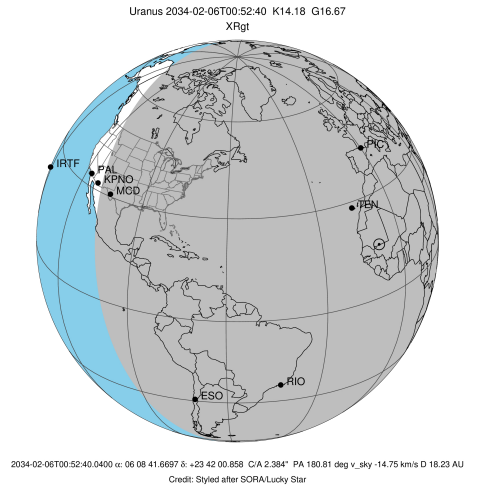 Uranus 2034-02-06T00:52:40  K14.18  G16.67
XRgt
PIC
IRTF
PAL
KPNO
MCD
TEN
RIO
ESO
2034-02-06T00:52:40.0400 α: 06 08 41.6697 δ: +23 42 00.858  C/A 2.384"  PA 180.81 deg v_sky -14.75 km/s D 18.23 AU
Credit: Styled after SORA/Lucky Star